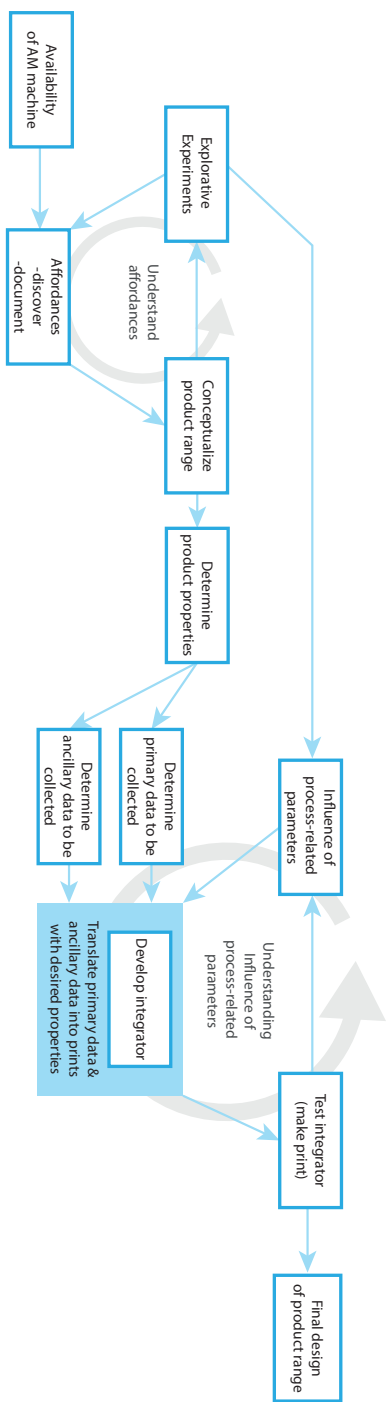 Availability
of AM machine
Explorative
Experiments
Affordances
-discover
-document
Understand
affordances
Conceptualize
product range
Determine
product properties
Determine
primary data to be
collected
Determine
ancillary data to be
collected
Influence of
process-related
parameters
Understanding
Influence of
process-related
parameters
Develop integrator
Translate primary data &
ancillary data into prints
with desired properties
Test integrator
(make print)
Final design
of product range